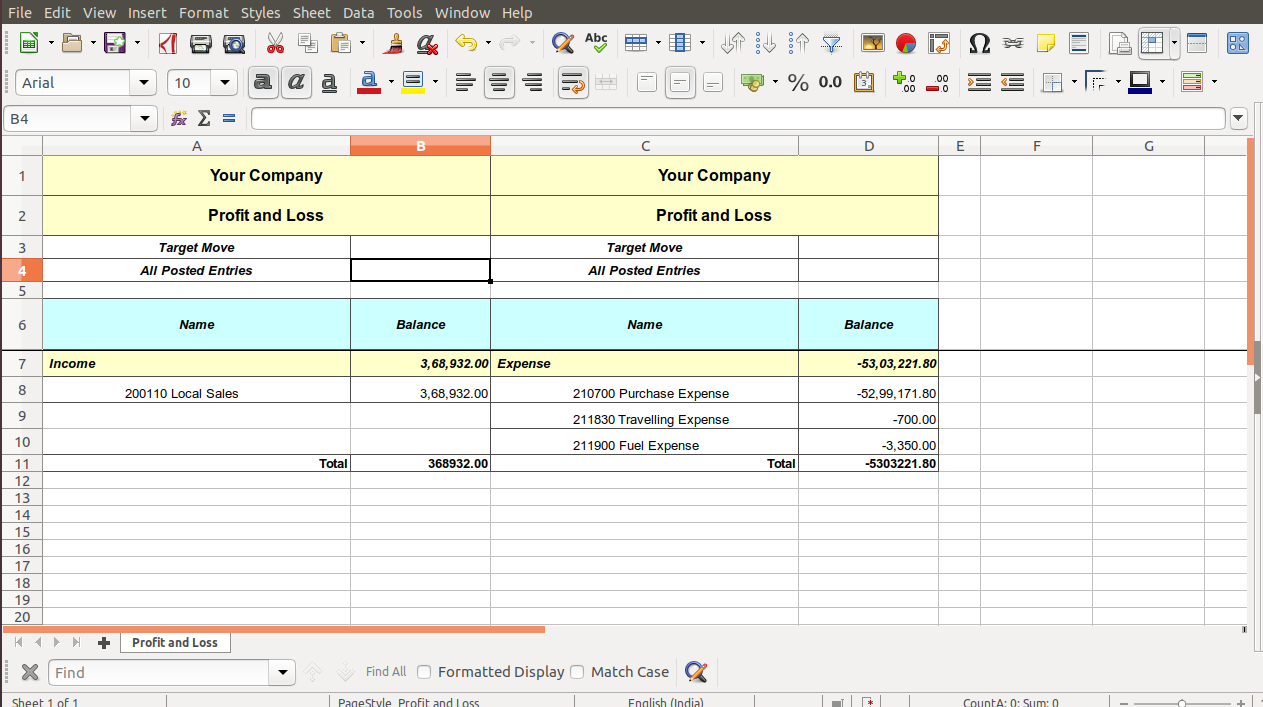 File Edit View Insert Format Styles Sheet Data Tools Window Help
Abc
Arial 10 a a a a % 0.0 .00 .00
B4
A B C D E F G
1 Your Company Your Company
2 Profit and Loss Profit and Loss
3 Target Move Target Move
4 All Posted Entries All Posted Entries
5
6 Name Balance Name Balance
7 Income 3,68,932.00 Expense -53,03,221.80
8 200110 Local Sales 3,68,932.00 210700 Purchase Expense -52,99,171.80
9 211830 Travelling Expense -700.00
10 211900 Fuel Expense -3,350.00
11 Total 368932.00 Total -5303221.80
12
13
14
15
16
17
18
19
20
Profit and Loss
Find Find All Formatted Display Match Case
Sheet 1 of 1 PageStyle_Profit and Loss English (India) CountA: 0; Sum: 0